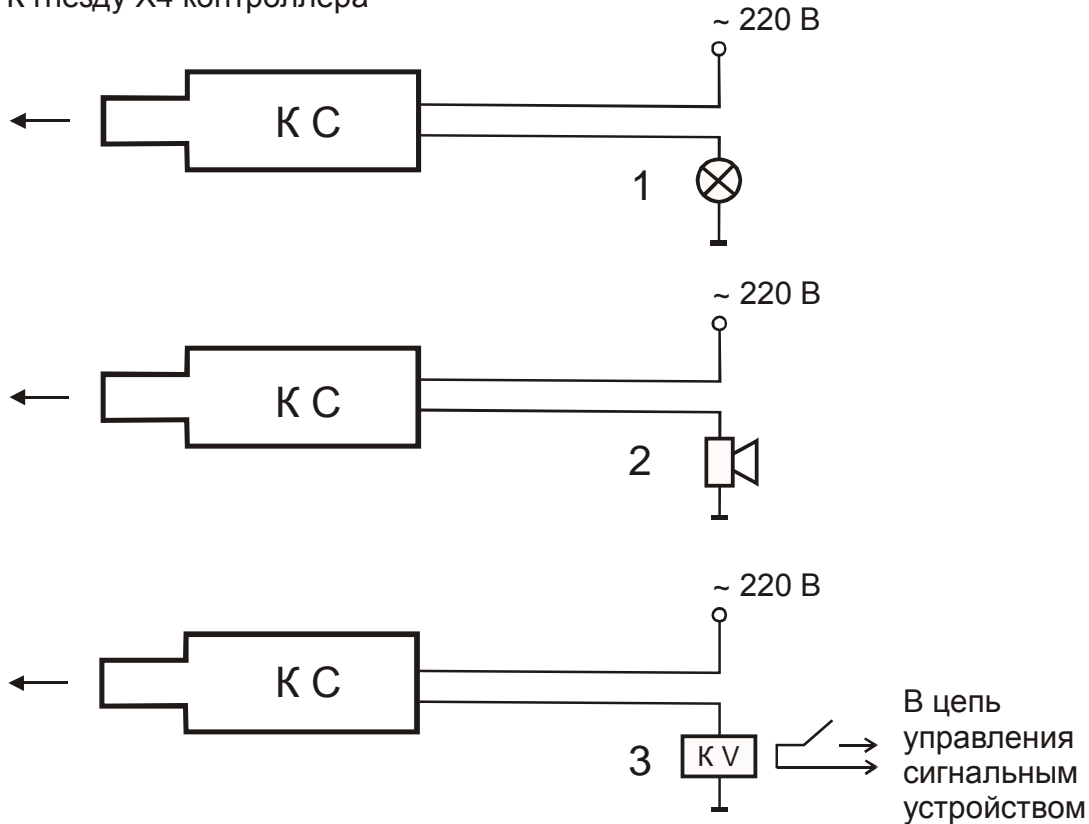 К гнезду Х4 контроллера
~ 220 В
К С
1
~ 220 В
К С
2
~ 220 В
К С
3
К V
В цепь
управления
сигнальным
устройством